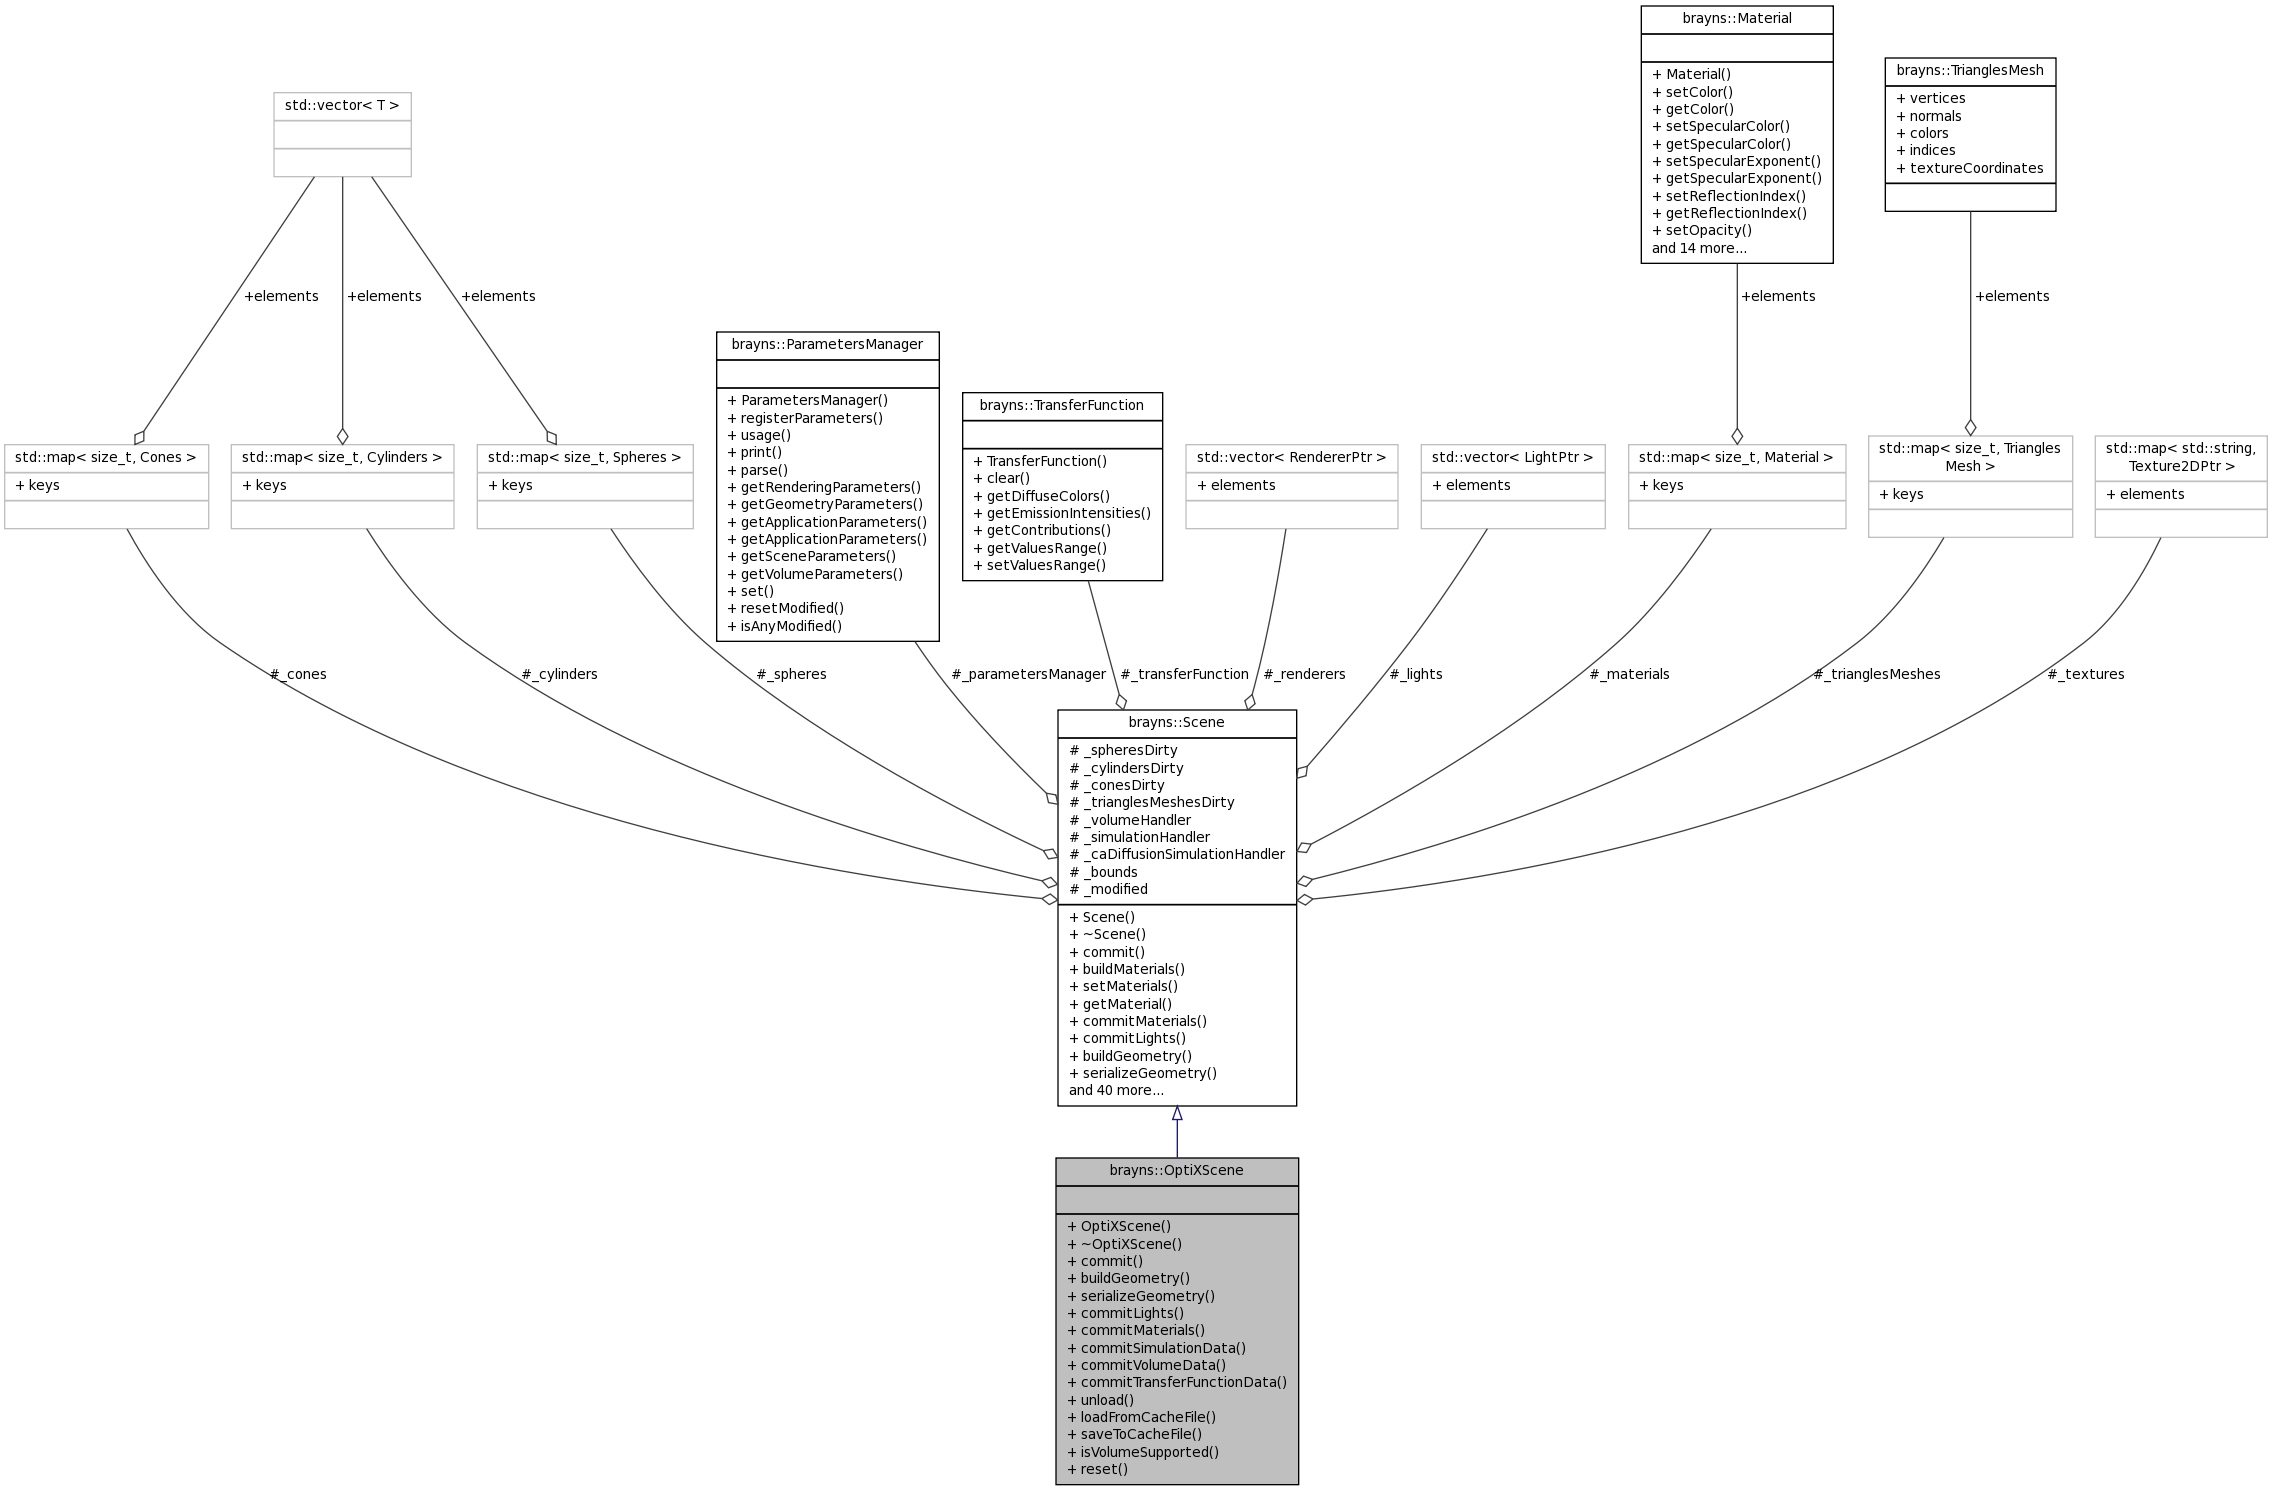 brayns::Material
+ Material()
+ setColor()
+ getColor()
+ setSpecularColor()
+ getSpecularColor()
+ setSpecularExponent()
+ getSpecularExponent()
+ setReflectionIndex()
+ getReflectionIndex()
+ setOpacity()
and 14 more...
brayns::TrianglesMesh
+ vertices
+ normals
+ colors
+ indices
+ textureCoordinates
std::vector< T >
+elements
+elements
+elements
+elements
+elements
std::map< size_t, Cones >
+ keys
std::map< size_t, Cylinders >
+ keys
std::map< size_t, Spheres >
+ keys
brayns::ParametersManager
+ ParametersManager()
+ registerParameters()
+ usage()
+ print()
+ parse()
+ getRenderingParameters()
+ getGeometryParameters()
+ getApplicationParameters()
+ getApplicationParameters()
+ getSceneParameters()
+ getVolumeParameters()
+ set()
+ resetModified()
+ isAnyModified()
brayns::TransferFunction
+ TransferFunction()
+ clear()
+ getDiffuseColors()
+ getEmissionIntensities()
+ getContributions()
+ getValuesRange()
+ setValuesRange()
std::vector< RendererPtr >
+ elements
std::vector< LightPtr >
+ elements
std::map< size_t, Material >
+ keys
std::map< size_t, Triangles
Mesh >
+ keys
std::map< std::string,
Texture2DPtr >
+ elements
#_cones
#_cylinders
#_spheres
#_parametersManager
#_transferFunction
#_renderers
#_lights
#_materials
#_trianglesMeshes
#_textures
brayns::Scene
# _spheresDirty
# _cylindersDirty
# _conesDirty
# _trianglesMeshesDirty
# _volumeHandler
# _simulationHandler
# _caDiffusionSimulationHandler
# _bounds
# _modified
+ Scene()
+ ~Scene()
+ commit()
+ buildMaterials()
+ setMaterials()
+ getMaterial()
+ commitMaterials()
+ commitLights()
+ buildGeometry()
+ serializeGeometry()
and 40 more...
brayns::OptiXScene
+ OptiXScene()
+ ~OptiXScene()
+ commit()
+ buildGeometry()
+ serializeGeometry()
+ commitLights()
+ commitMaterials()
+ commitSimulationData()
+ commitVolumeData()
+ commitTransferFunctionData()
+ unload()
+ loadFromCacheFile()
+ saveToCacheFile()
+ isVolumeSupported()
+ reset()